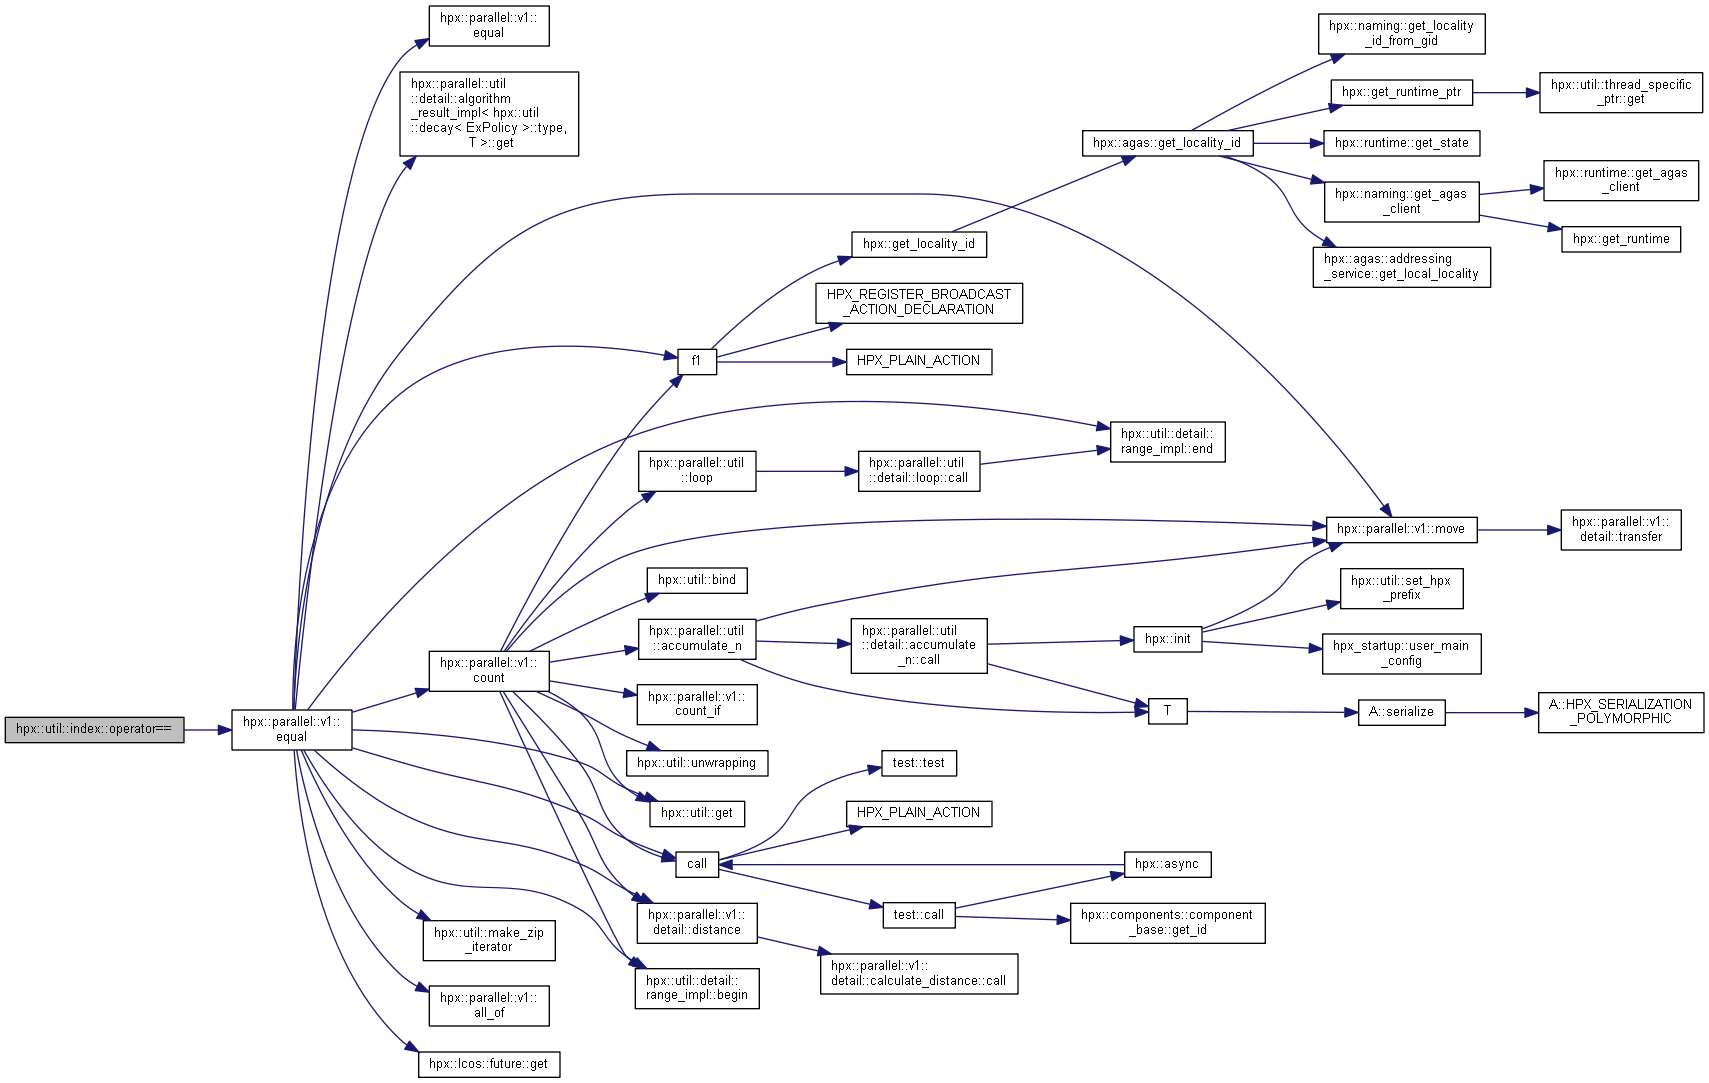 hpx::util::index::operator==
hpx::parallel::v1::
equal
hpx::parallel::v1::
equal
hpx::parallel::util
::detail::algorithm
_result_impl< hpx::util
::decay< ExPolicy >::type,
T >::get
hpx::parallel::v1::
count
hpx::util::make_zip
_iterator
hpx::parallel::v1::
all_of
hpx::lcos::future::get
f1
hpx::parallel::util
::loop
hpx::util::bind
hpx::parallel::util
::accumulate_n
hpx::parallel::v1::
count_if
hpx::util::unwrapping
hpx::util::get
call
hpx::parallel::v1::
detail::distance
hpx::util::detail::
range_impl::begin
hpx::get_locality_id
HPX_REGISTER_BROADCAST
_ACTION_DECLARATION
HPX_PLAIN_ACTION
hpx::parallel::util
::detail::loop::call
hpx::parallel::util
::detail::accumulate
_n::call
test::test
HPX_PLAIN_ACTION
test::call
hpx::parallel::v1::
detail::calculate_distance::call
hpx::agas::get_locality_id
hpx::util::detail::
range_impl::end
hpx::init
T
hpx::async
hpx::components::component
_base::get_id
hpx::naming::get_locality
_id_from_gid
hpx::get_runtime_ptr
hpx::runtime::get_state
hpx::naming::get_agas
_client
hpx::agas::addressing
_service::get_local_locality
hpx::parallel::v1::move
hpx::util::set_hpx
_prefix
hpx_startup::user_main
_config
A::serialize
hpx::util::thread_specific
_ptr::get
hpx::runtime::get_agas
_client
hpx::get_runtime
hpx::parallel::v1::
detail::transfer
A::HPX_SERIALIZATION
_POLYMORPHIC